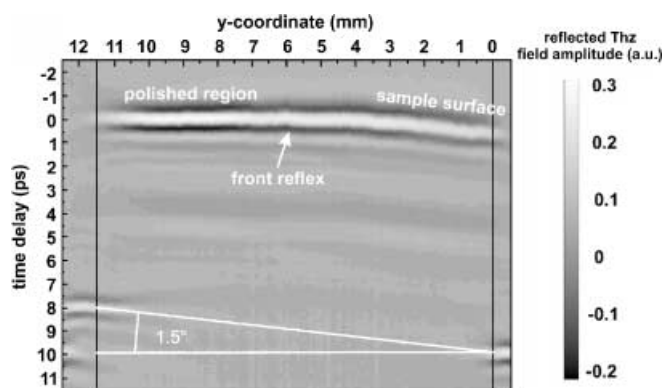 y-coordinate (mm)
12 11 10 9 8 7 6 5 4 3 2 1 0
reflected Thz
field amplitude (a.u.)
time delay (ps)
-2
-1
0
1
2
3
4
5
6
7
8
9
10
11
polished region
sample surface
front reflex
1.5°
0.3
0.2
0.1
0
-0.1
-0.2